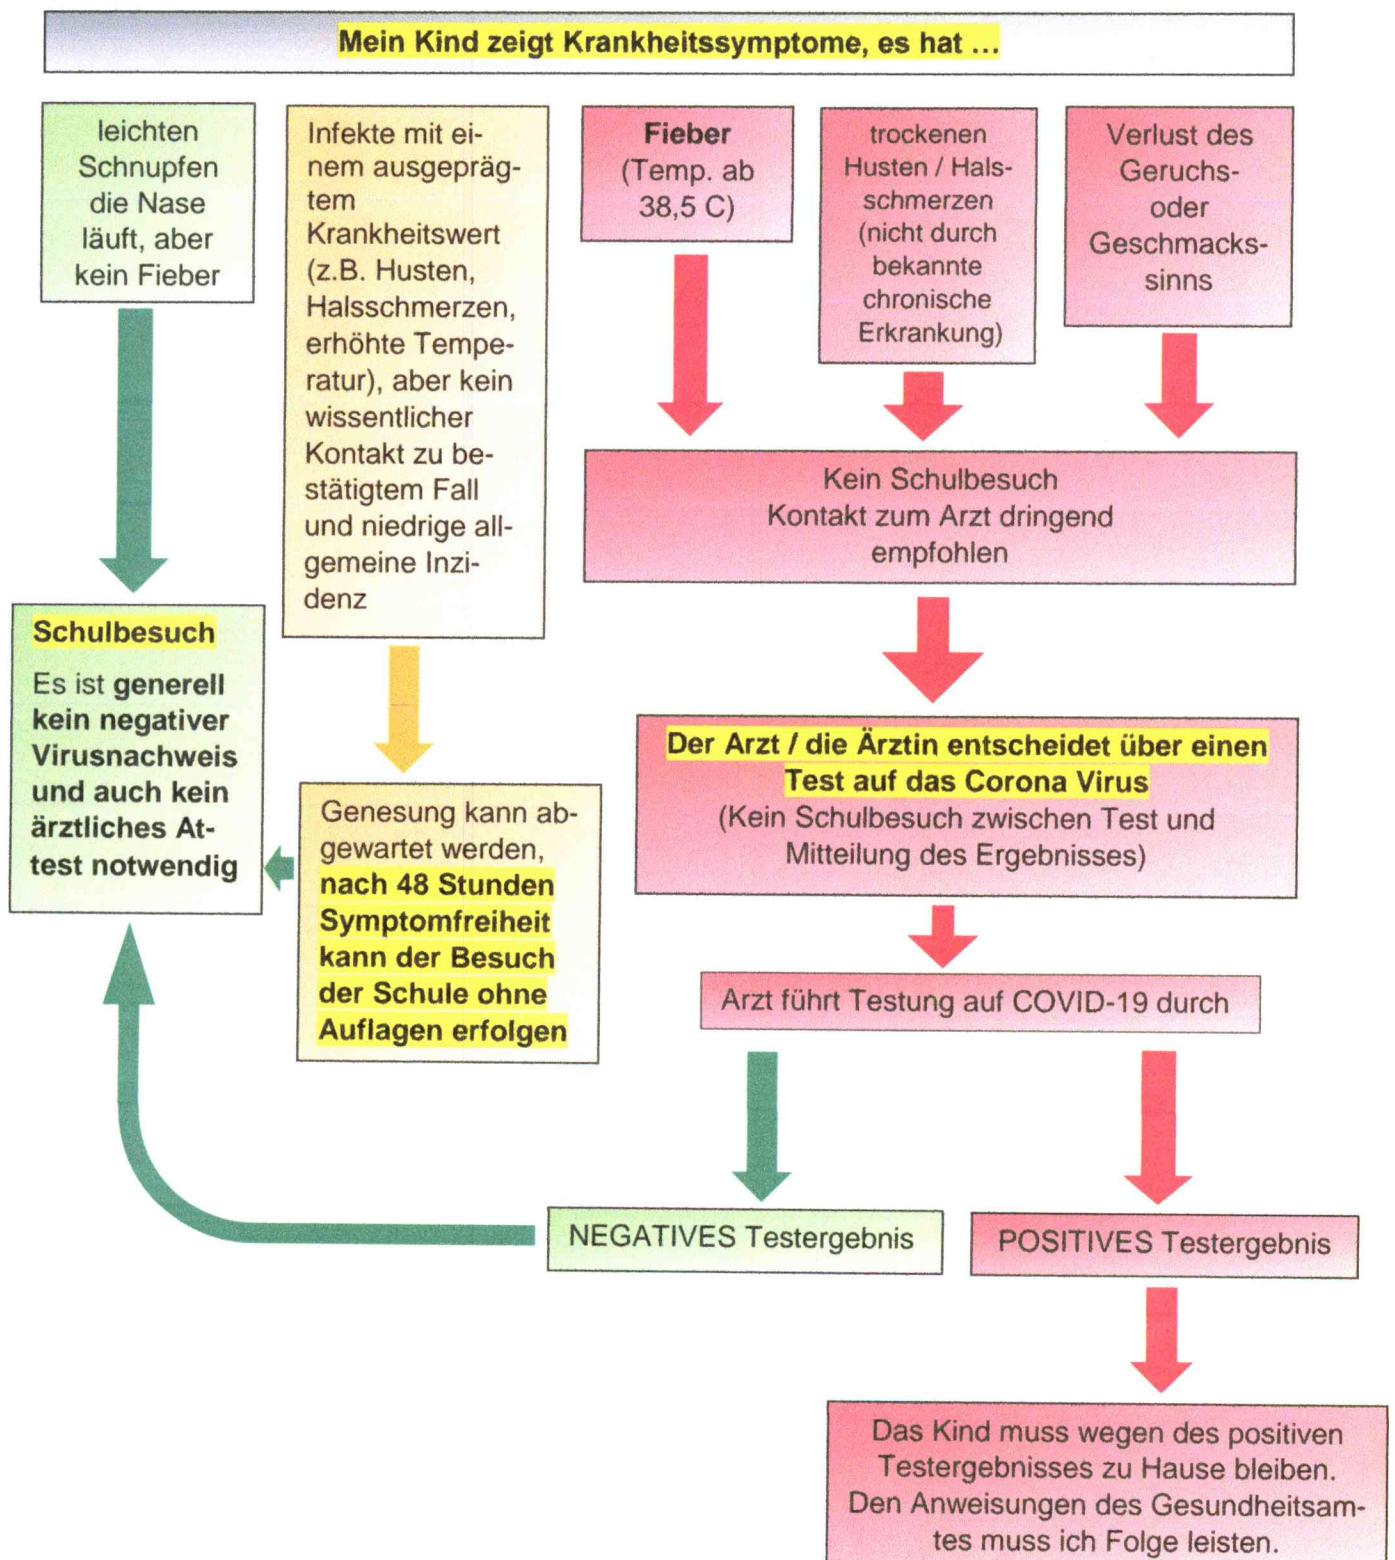 Mein Kind zeigt Krankheitssymptome, es hat ...
leichten
Schnupfen
die Nase
läuft, aber
kein Fieber
Infekte mit ei-
nem ausgepräg-
tem
Krankheitswert
(z.B. Husten,
Halsschmerzen,
erhöhte Tempe-
ratur), aber kein
wissentlicher
Kontakt zu be-
stätigtem Fall
und niedrige all-
gemeine Inzi-
denz
Fieber
(Temp. ab
38,5 C)
trockenen
Husten / Hals-
schmerzen
(nicht durch
bekannte
chronische
Erkrankung)
Verlust des
Geruchs-
oder
Geschmacks-
sinns
Kein Schulbesuch
Kontakt zum Arzt dringend
empfohlen
Schulbesuch
Es ist generell
kein negativer
Virusnachweis
und auch kein
ärztliches At-
test notwendig
Genesung kann ab-
gewartet werden,
nach 48 Stunden
Symptomfreiheit
kann der Besuch
der Schule ohne
Auflagen erfolgen
Der Arzt / die Ärztin entscheidet über einen
Test auf das Corona Virus
(Kein Schulbesuch zwischen Test und
Mitteilung des Ergebnisses)
Arzt führt Testung auf COVID-19 durch
NEGATIVES Testergebnis
POSITIVES Testergebnis
Das Kind muss wegen des positiven
Testergebnisses zu Hause bleiben.
Den Anweisungen des Gesundheitsam-
tes muss ich Folge leisten.